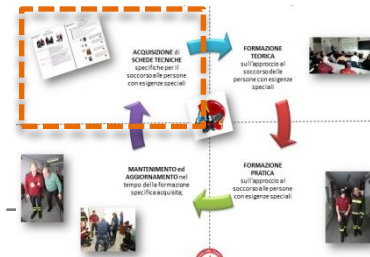 ACQUISIZIONE di
SCHEDE TECNICHE
specifiche per il
soccorso alle persone
con esigenze speciali
FORMAZIONE
TEORICA
sull'approccio al
soccorso delle
persone con esigenze
speciali
MANTENIMENTO ed
AGGIORNAMENTO nel
tempo della formazione
specifica acquisita;
FORMAZIONE
PRATICA
sull'approccio al
soccorso alle persone
con esigenze speciali